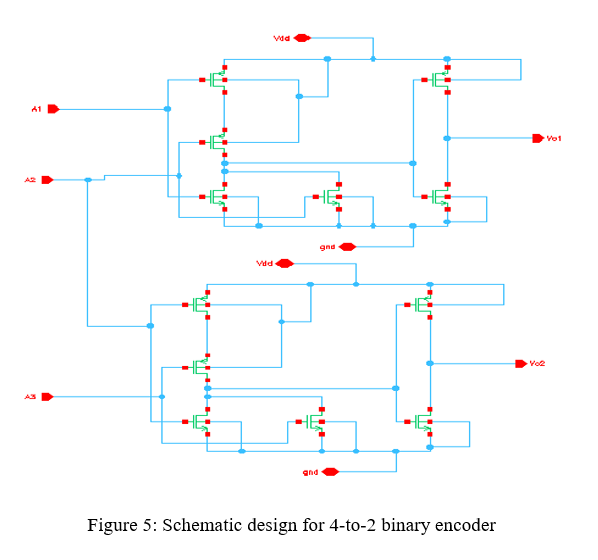 Vdd
A1
Vo1
A2
gnd
Vdd
Vo2
A3
gnd
Figure 5: Schematic design for 4-to-2 binary encoder